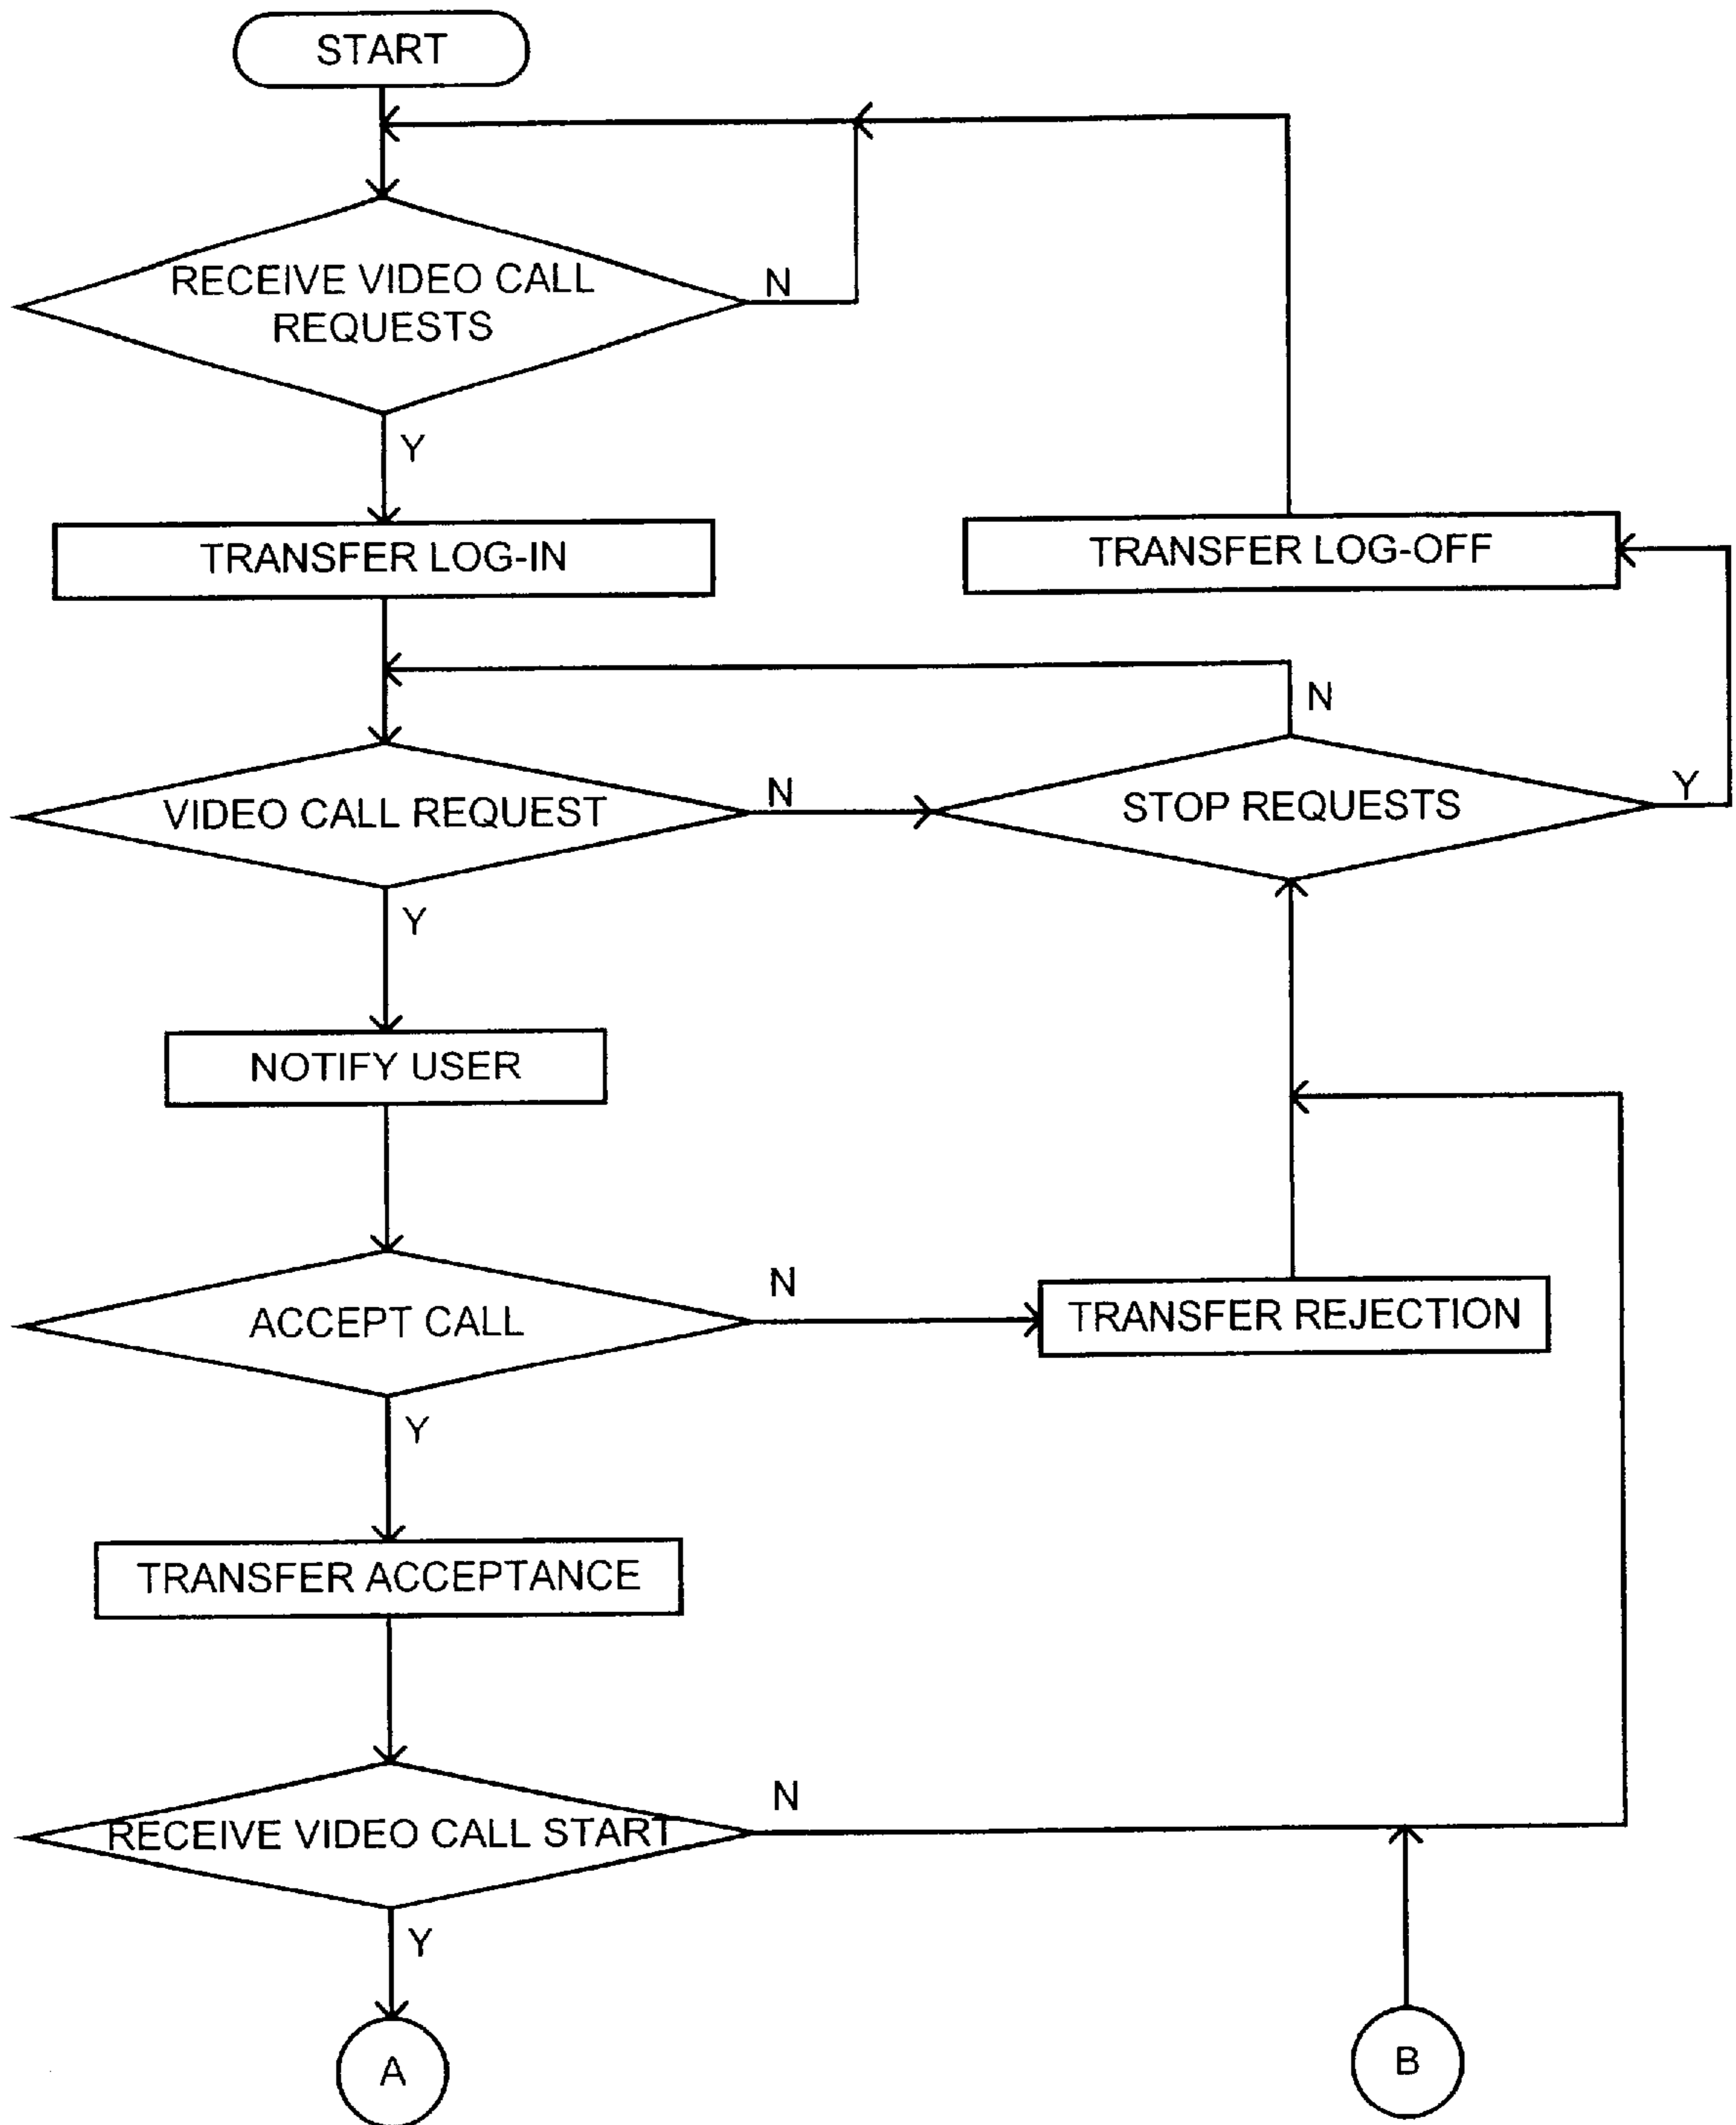 START
RECEIVE VIDEO CALL
REQUESTS
N
Y
TRANSFER LOG-IN
TRANSFER LOG-OFF
N
VIDEO CALL REQUEST
N
STOP REQUESTS
Y
Y
NOTIFY USER
ACCEPT CALL
N
TRANSFER REJECTION
Y
TRANSFER ACCEPTANCE
RECEIVE VIDEO CALL START
N
Y
A
B